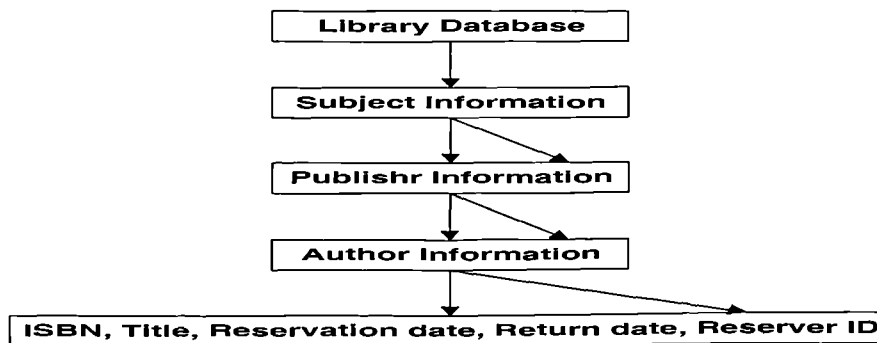 Library Database
Subject Information
Publishr Information
Author Information
ISBN, Title, Reservation date, Return date, Reserver ID